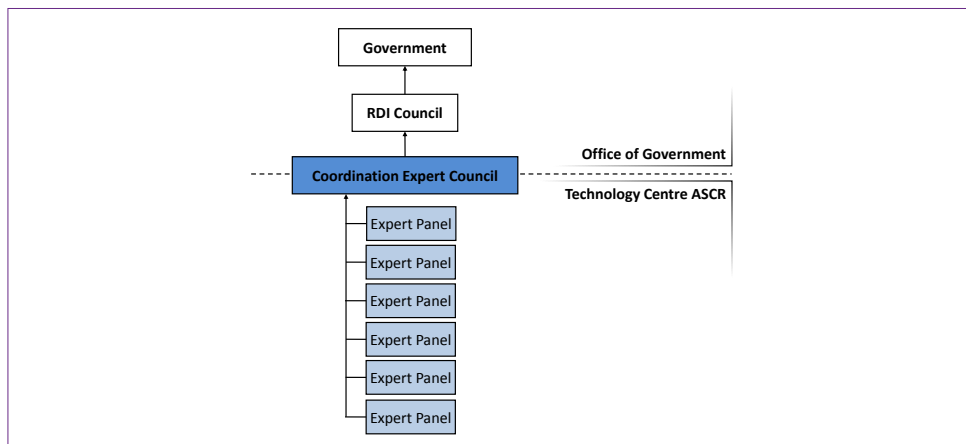 Government
RDI Council
Office of Government
Coordination Expert Council
Technology Centre ASCR
Expert Panel
Expert Panel
Expert Panel
Expert Panel
Expert Panel
Expert Panel